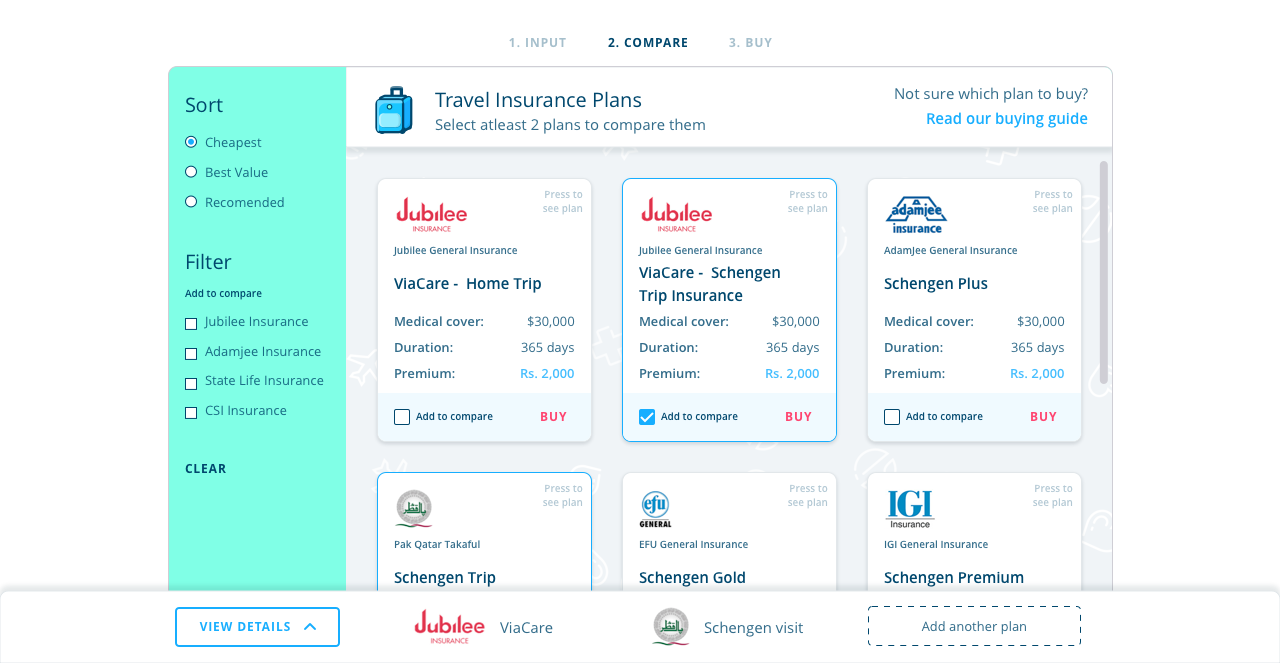 1. INPUT
2. COMPARE
3. BUY
Sort
Cheapest
Best Value
Recomended
Filter
Add to compare
Jubilee Insurance
Adamjee Insurance
State Life Insurance
CSI Insurance
CLEAR
Travel Insurance Plans
Select atleast 2 plans to compare them
Not sure which plan to buy?
Read our buying guide
Jubilee
INSURANCE
Press to
see plan
Jubilee General Insurance
ViaCare - Home Trip
Medical cover: $30,000
Duration: 365 days
Premium: Rs. 2,000
Add to compare BUY
Jubilee
INSURANCE
Press to
see plan
Jubilee General Insurance
ViaCare - Schengen
Trip Insurance
Medical cover: $30,000
Duration: 365 days
Premium: Rs. 2,000
Add to compare BUY
adamjee
insurance
Press to
see plan
AdamJee General Insurance
Schengen Plus
Medical cover: $30,000
Duration: 365 days
Premium: Rs. 2,000
Add to compare BUY
Press to
see plan
Pak Qatar Takaful
Schengen Trip
efu
GENERAL
Press to
see plan
EFU General Insurance
Schengen Gold
IGI
Insurance
Press to
see plan
IGI General Insurance
Schengen Premium
VIEW DETAILS
Jubilee
INSURANCE
ViaCare
Schengen visit
Add another plan